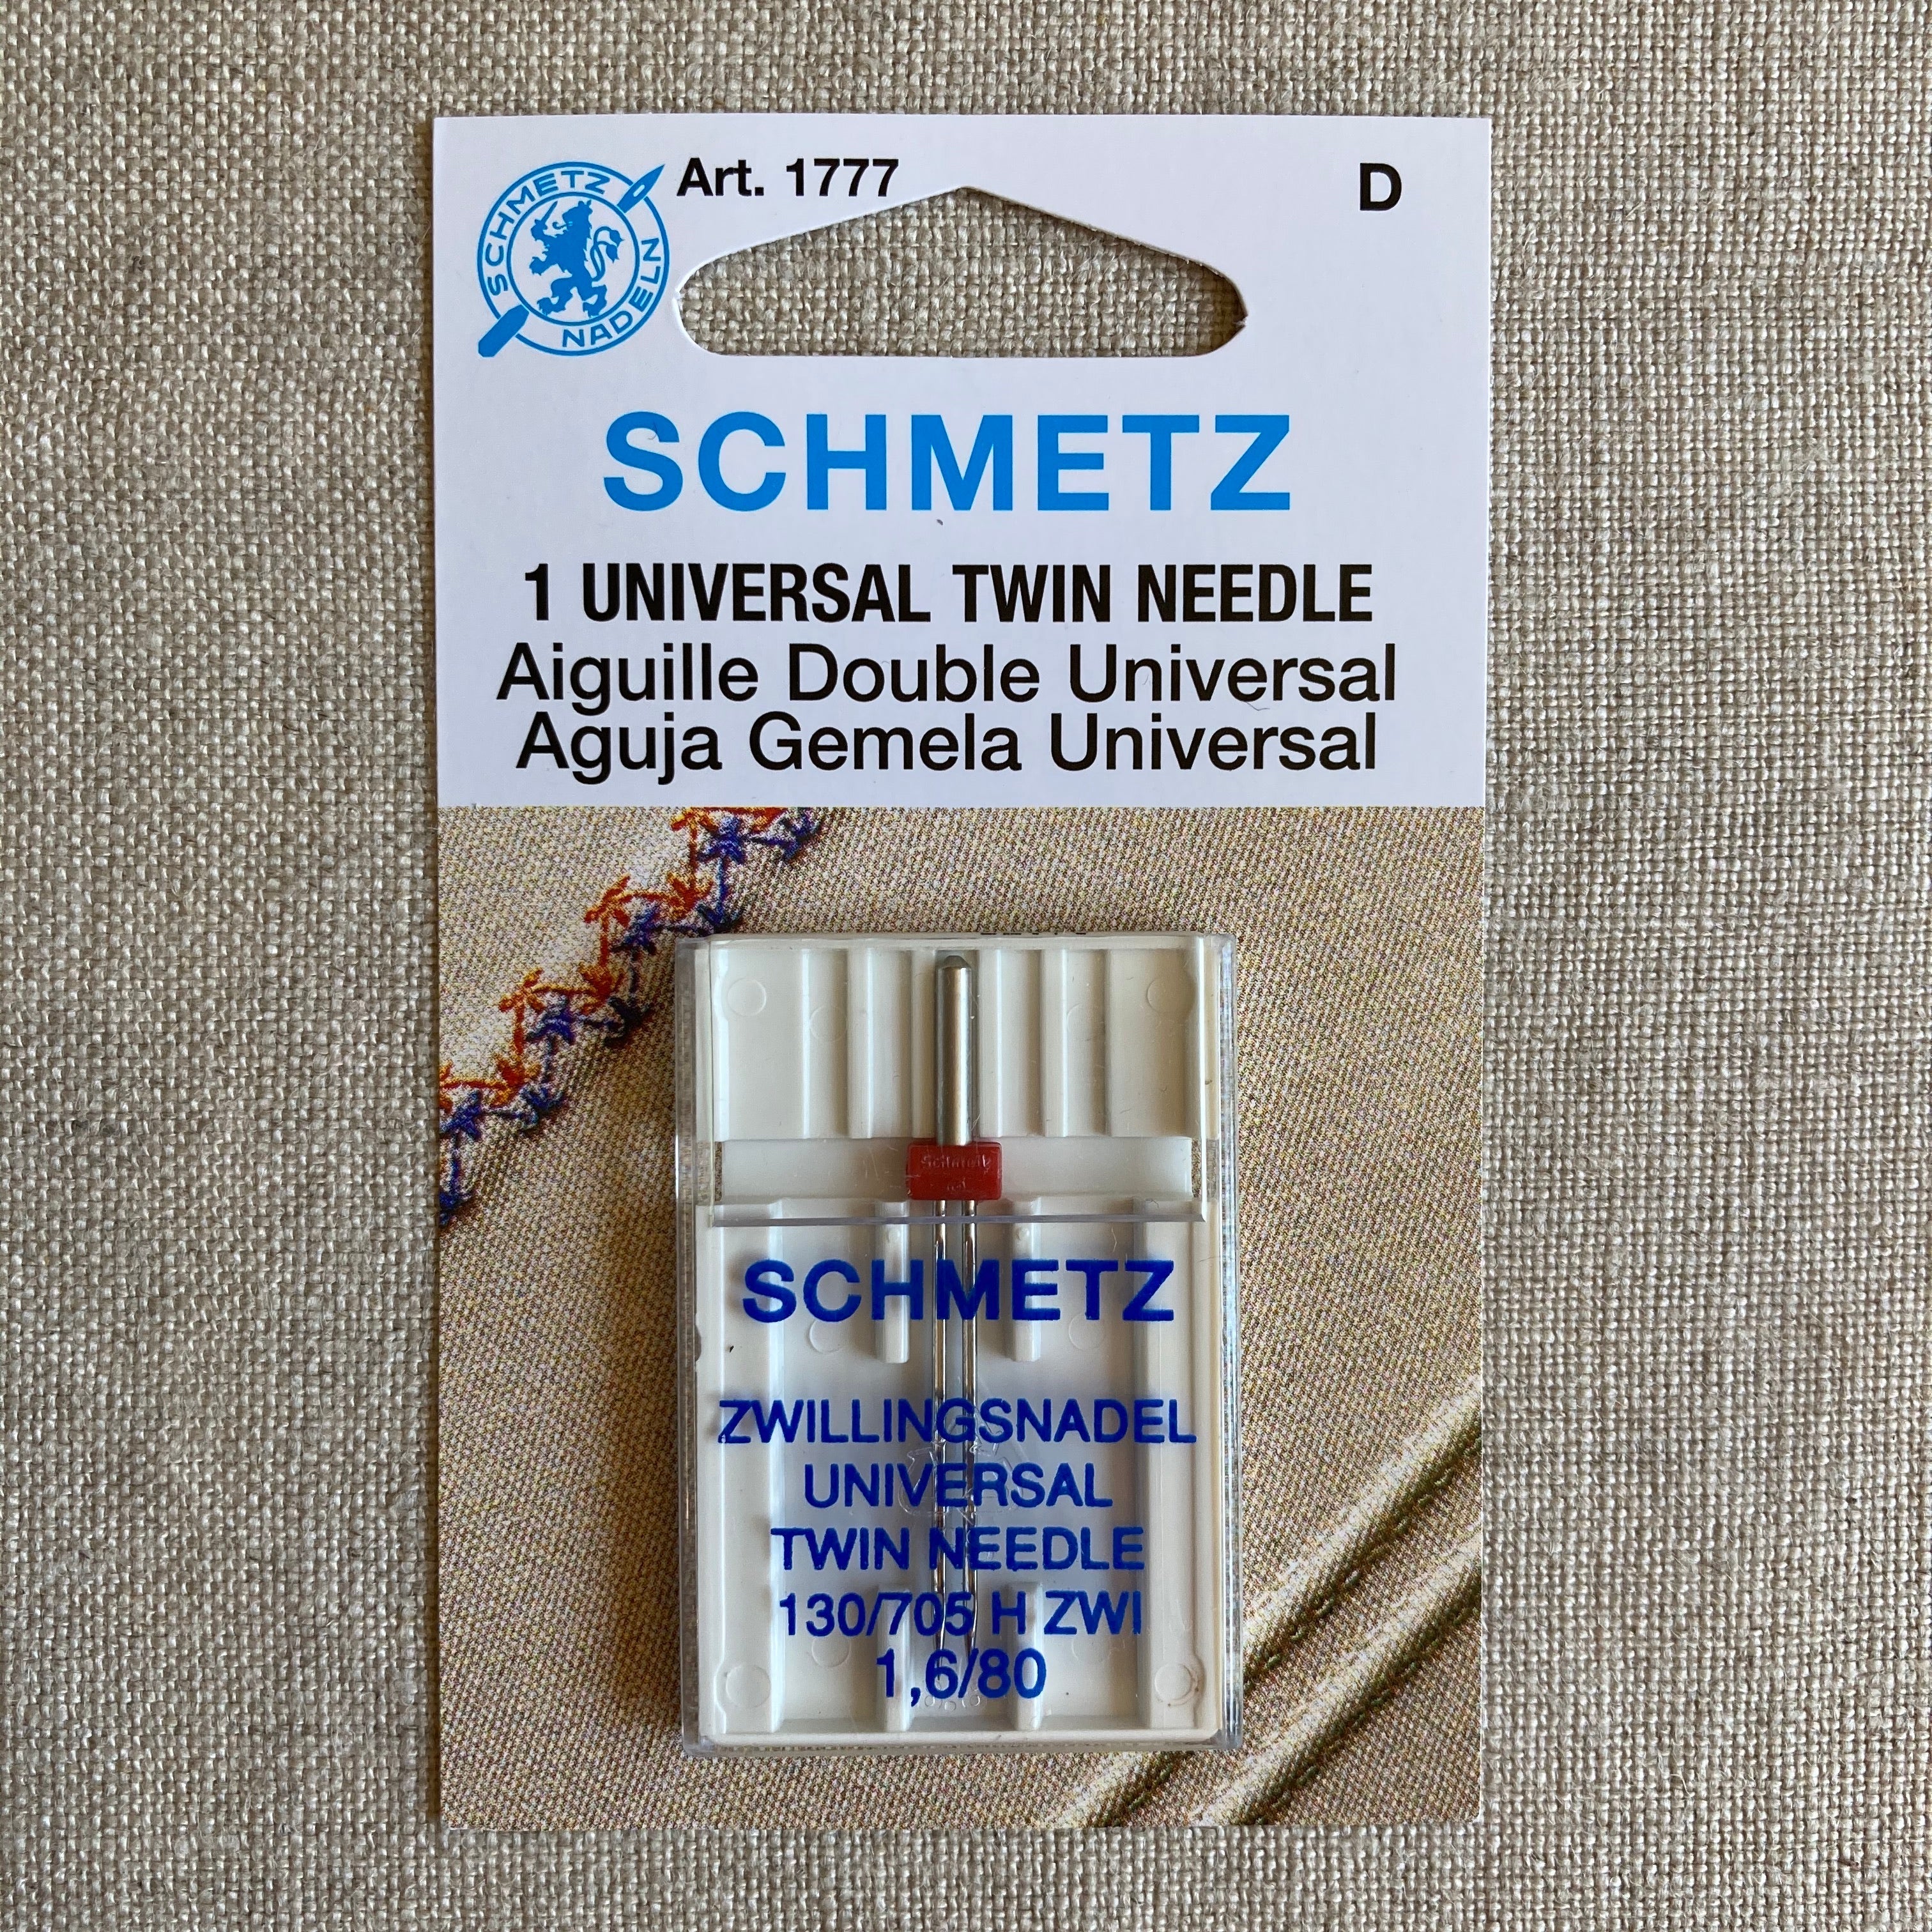 Art. 1777
D
SCHMETZ
NADELN
SCHMETZ
1 UNIVERSAL TWIN NEEDLE
Aiguille Double Universal
Aguja Gemela Universal
Schmetz
SCHMETZ
ZWILLINGSNADEL
UNIVERSAL
TWIN NEEDLE
130/705 H ZWI
1,6/80